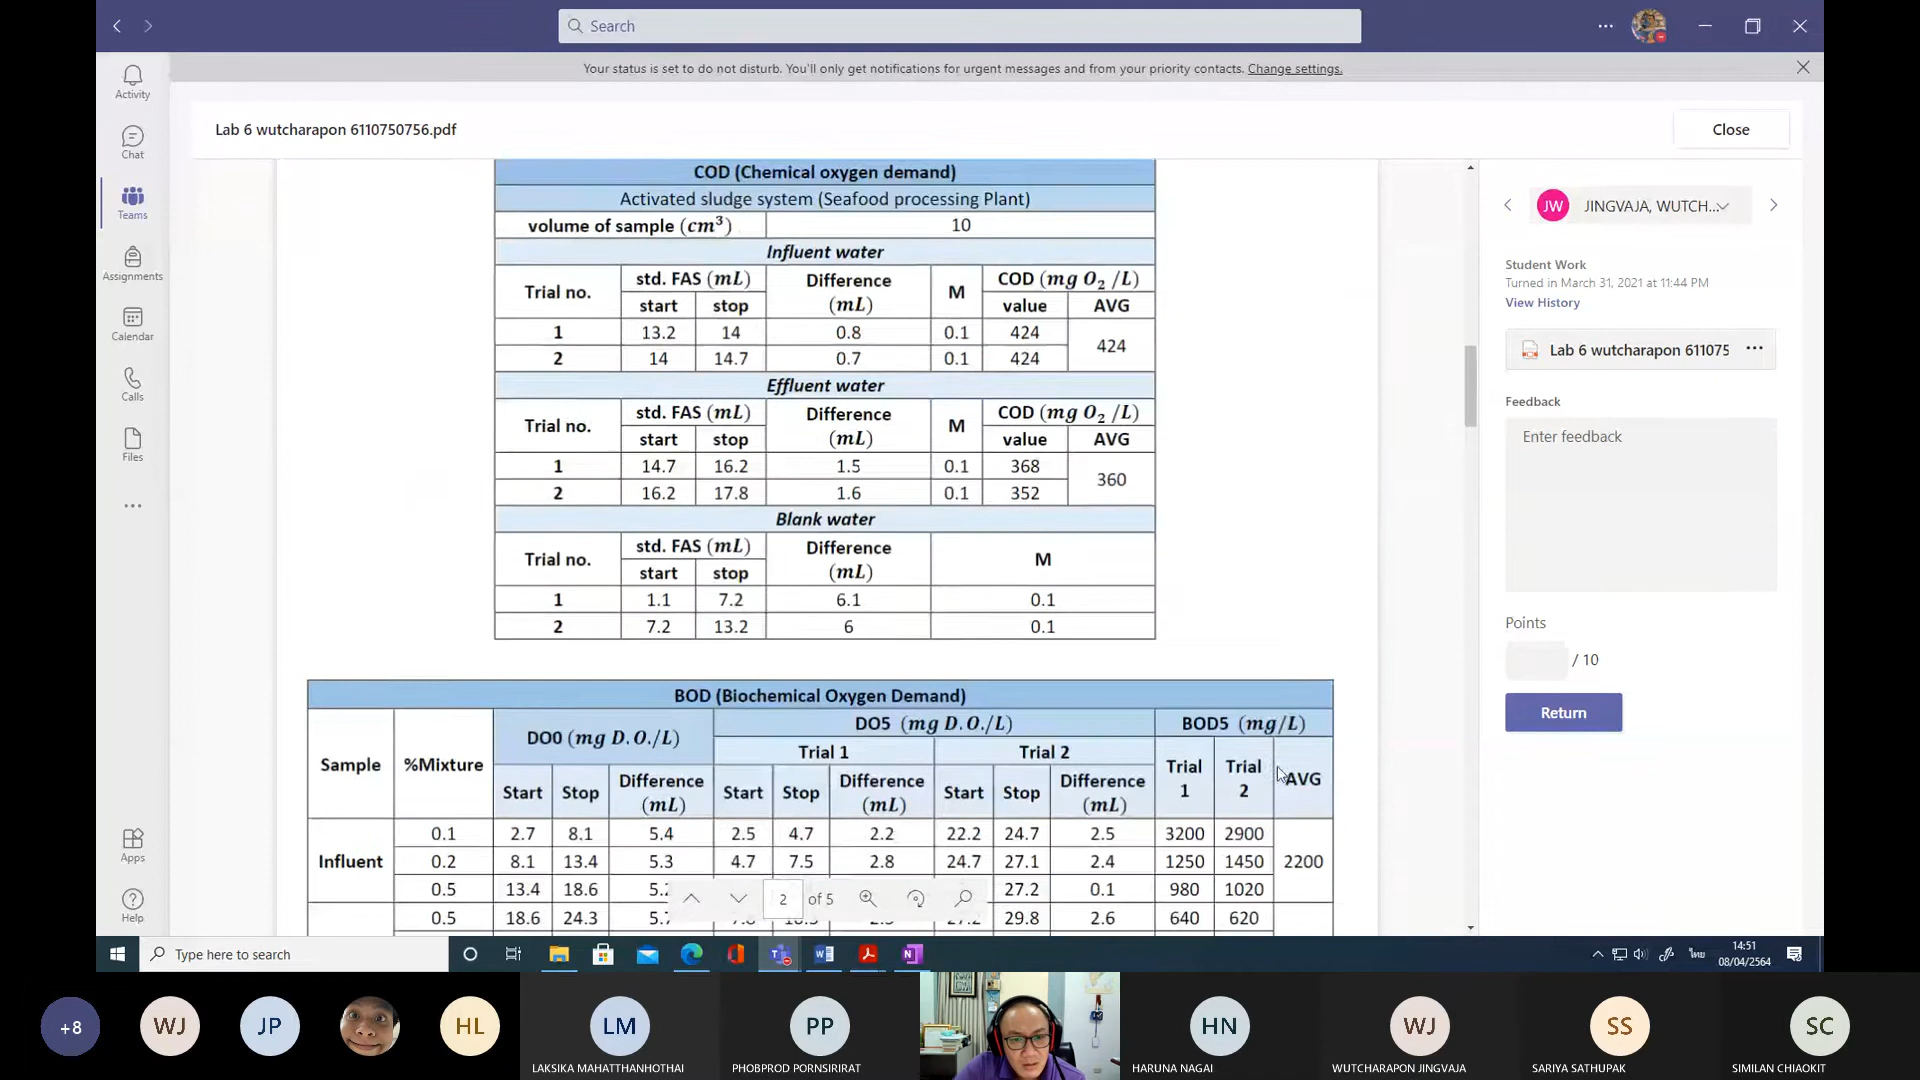 Search
Your status is set to do not disturb. You'll only get notifications for urgent messages and from your priority contacts. Change settings.
Activity
Chat
Teams
Assignments
Calendar
Calls
Files
Apps
Help
Lab 6 wutcharapon 6110750756.pdf
Close
COD (Chemical oxygen demand)
Activated sludge system (Seafood processing Plant)
volume of sample (cm³) 10
Influent water
Trial no. std. FAS (mL) Difference (mL) M COD (mg O₂ /L)
start stop value AVG
1 13.2 14 0.8 0.1 424 424
2 14 14.7 0.7 0.1 424
Effluent water
Trial no. std. FAS (mL) Difference (mL) M COD (mg O₂ /L)
start stop value AVG
1 14.7 16.2 1.5 0.1 368 360
2 16.2 17.8 1.6 0.1 352
Blank water
Trial no. std. FAS (mL) Difference (mL) M
start stop
1 1.1 7.2 6.1 0.1
2 7.2 13.2 6 0.1
BOD (Biochemical Oxygen Demand)
Sample %Mixture DO0 (mg D.O./L) DO5 (mg D.O./L) BOD5 (mg/L)
Trial 1 Trial 2 Trial 1 Trial 2 AVG
Start Stop Difference (mL) Start Stop Difference (mL) Start Stop Difference (mL)
Influent 0.1 2.7 8.1 5.4 2.5 4.7 2.2 22.2 24.7 2.5 3200 2900 2200
0.2 8.1 13.4 5.3 4.7 7.5 2.8 24.7 27.1 2.4 1250 1450
0.5 13.4 18.6 27.2 0.1 980 1020
0.5 18.6 24.3 29.8 2.6 640 620
2 of 5
JW JINGVAJA, WUTCH...
Student Work
Turned in March 31, 2021 at 11:44 PM
View History
Lab 6 wutcharapon 611075
Feedback
Enter feedback
Points
/ 10
Return
Type here to search
ไทย
14:51
08/04/2564
+8
WJ
JP
HL
LM
LAKSIKA MAHATTHANHOTHAI
PP
PHOBPROD PORNSIRIRAT
HN
HARUNA NAGAI
WJ
WUTCHARAPON JINGVAJA
SS
SARIYA SATHUPAK
SC
SIMILAN CHIAOKIT